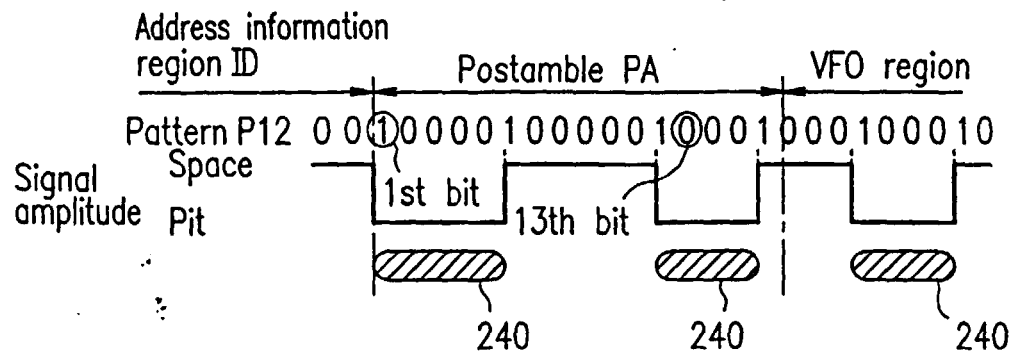 Address information
region ID
Postamble PA
VFO region
Pattern P12 0 0 1 0 0 0 0 1 0 0 0 0 0 1 0 0 0 1 0 0 0 1 0 0 0 1 0
Space
Signal
amplitude
Pit
1st bit
13th bit
240
240
240